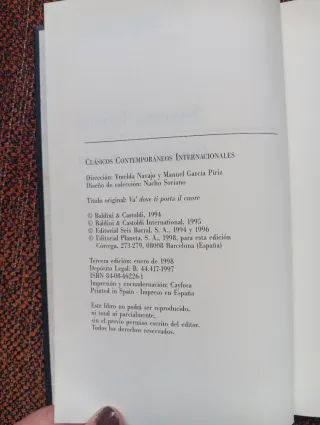 CLÁSICOS CONTEMPORÁNEOS INTERNACIONALES
Dirección: Ymelda Navajo y Manuel García Píriz
Diseño de colección: Nacho Soriano
Título original: Va' dove ti porta il cuore
© Baldini & Castoldi, 1994
© Baldini & Castoldi International, 1995
© Editorial Seix Barral, S. A., 1994 y 1996
© Editorial Planeta, S. A., 1998, para esta edición
Córcega, 273-279, 08008 Barcelona (España)
Tercera edición: enero de 1998
Depósito Legal: B. 44.417-1997
ISBN 84-08-46226-1
Impresión y encuadernación: Cayfosa
Printed in Spain - Impreso en España
Este libro no podrá ser reproducido,
ni total ni parcialmente,
sin el previo permiso escrito del editor.
Todos los derechos reservados.